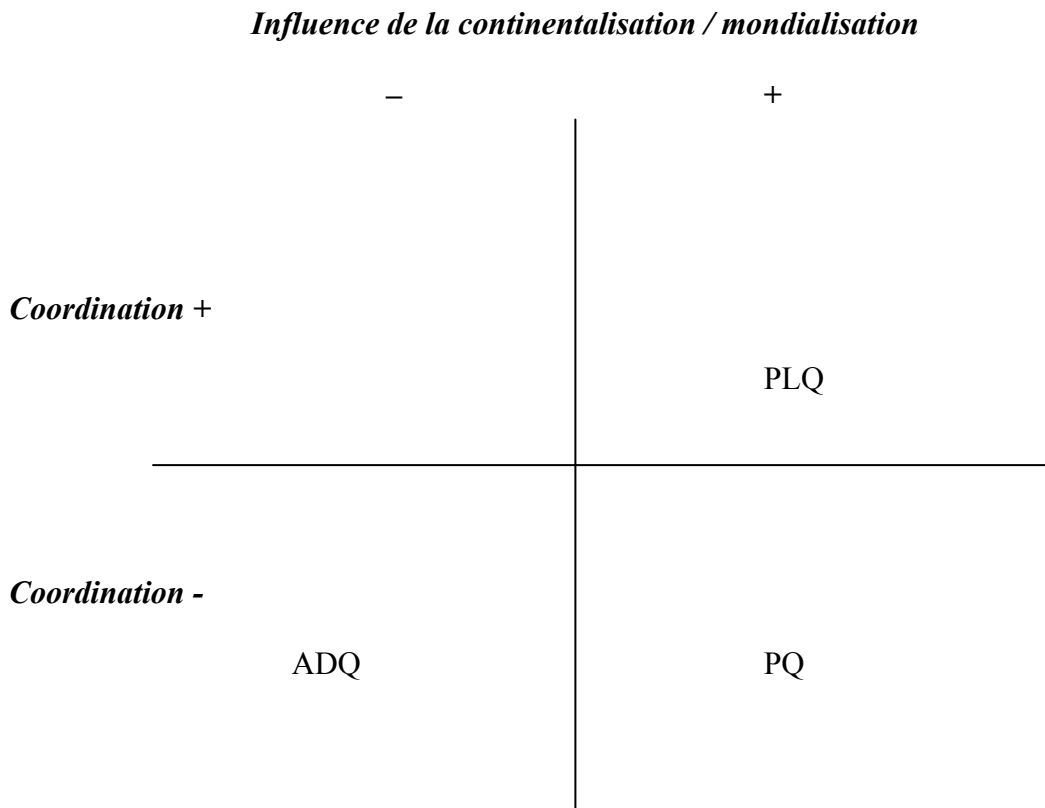 Influence de la continentalisation / mondialisation
– +
Coordination +
PLQ
Coordination -
ADQ PQ